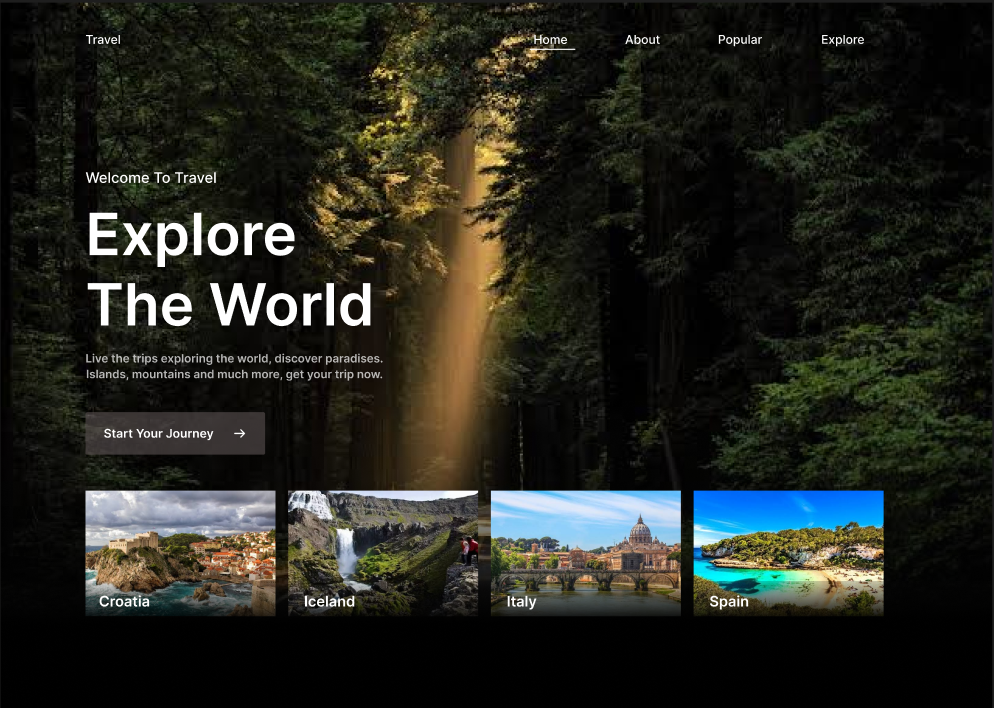 Travel
Home
About
Popular
Explore
Welcome To Travel
Explore
The World
Live the trips exploring the world, discover paradises.
Islands, mountains and much more, get your trip now.
Start Your Journey →
Croatia
Iceland
Italy
Spain